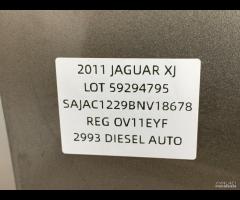 2011 JAGUAR XJ
LOT 59294795
SAJAC1229BNV18678
REG OV11EYF
2993 DIESEL AUTO